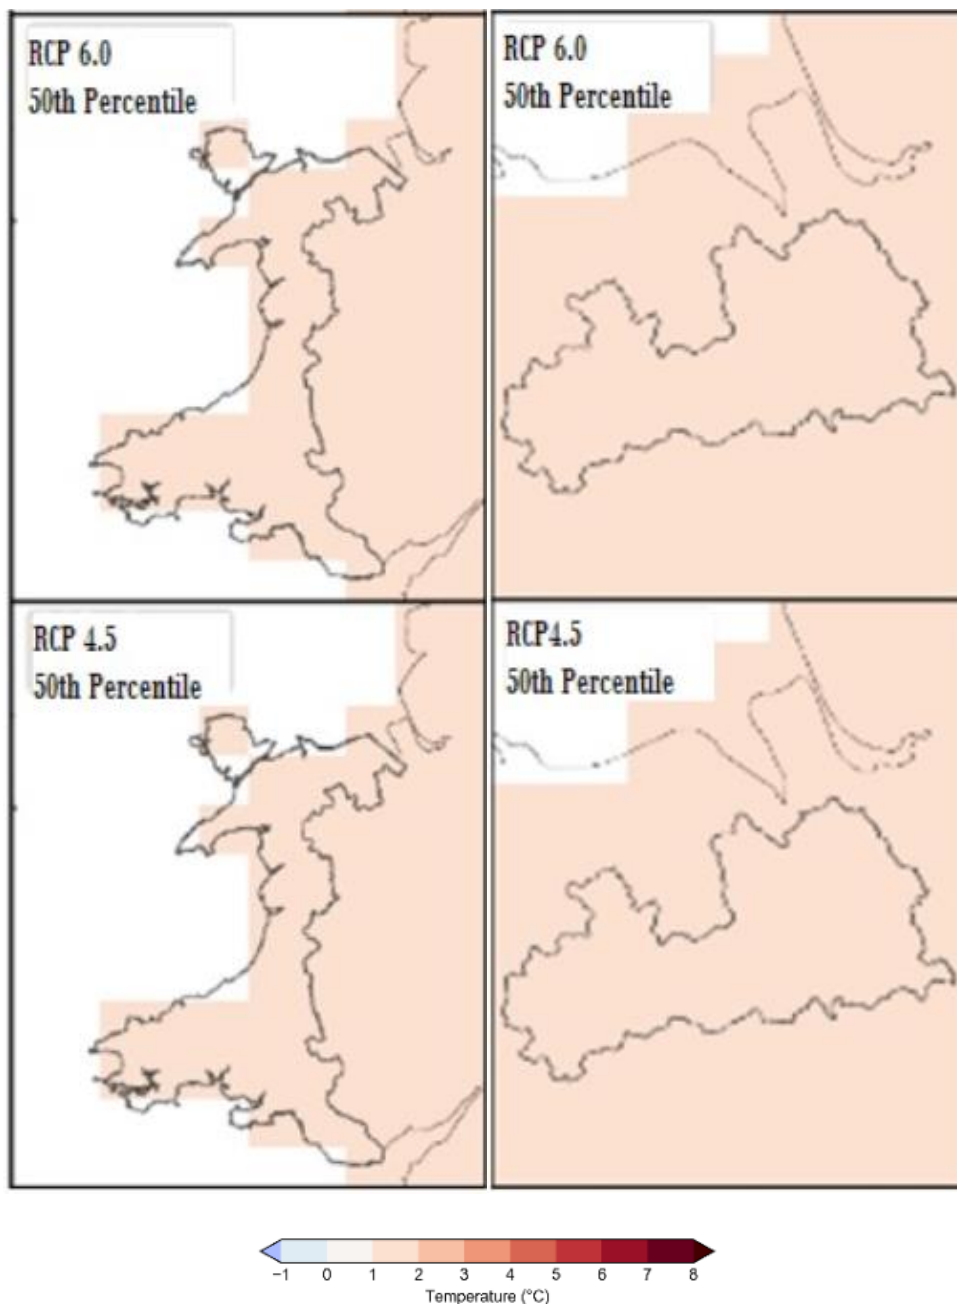 RCP 6.0
50th Percentile
RCP 6.0
50th Percentile
RCP 4.5
50th Percentile
RCP4.5
50th Percentile
−1 0 1 2 3 4 5 6 7 8
Temperature (°C)